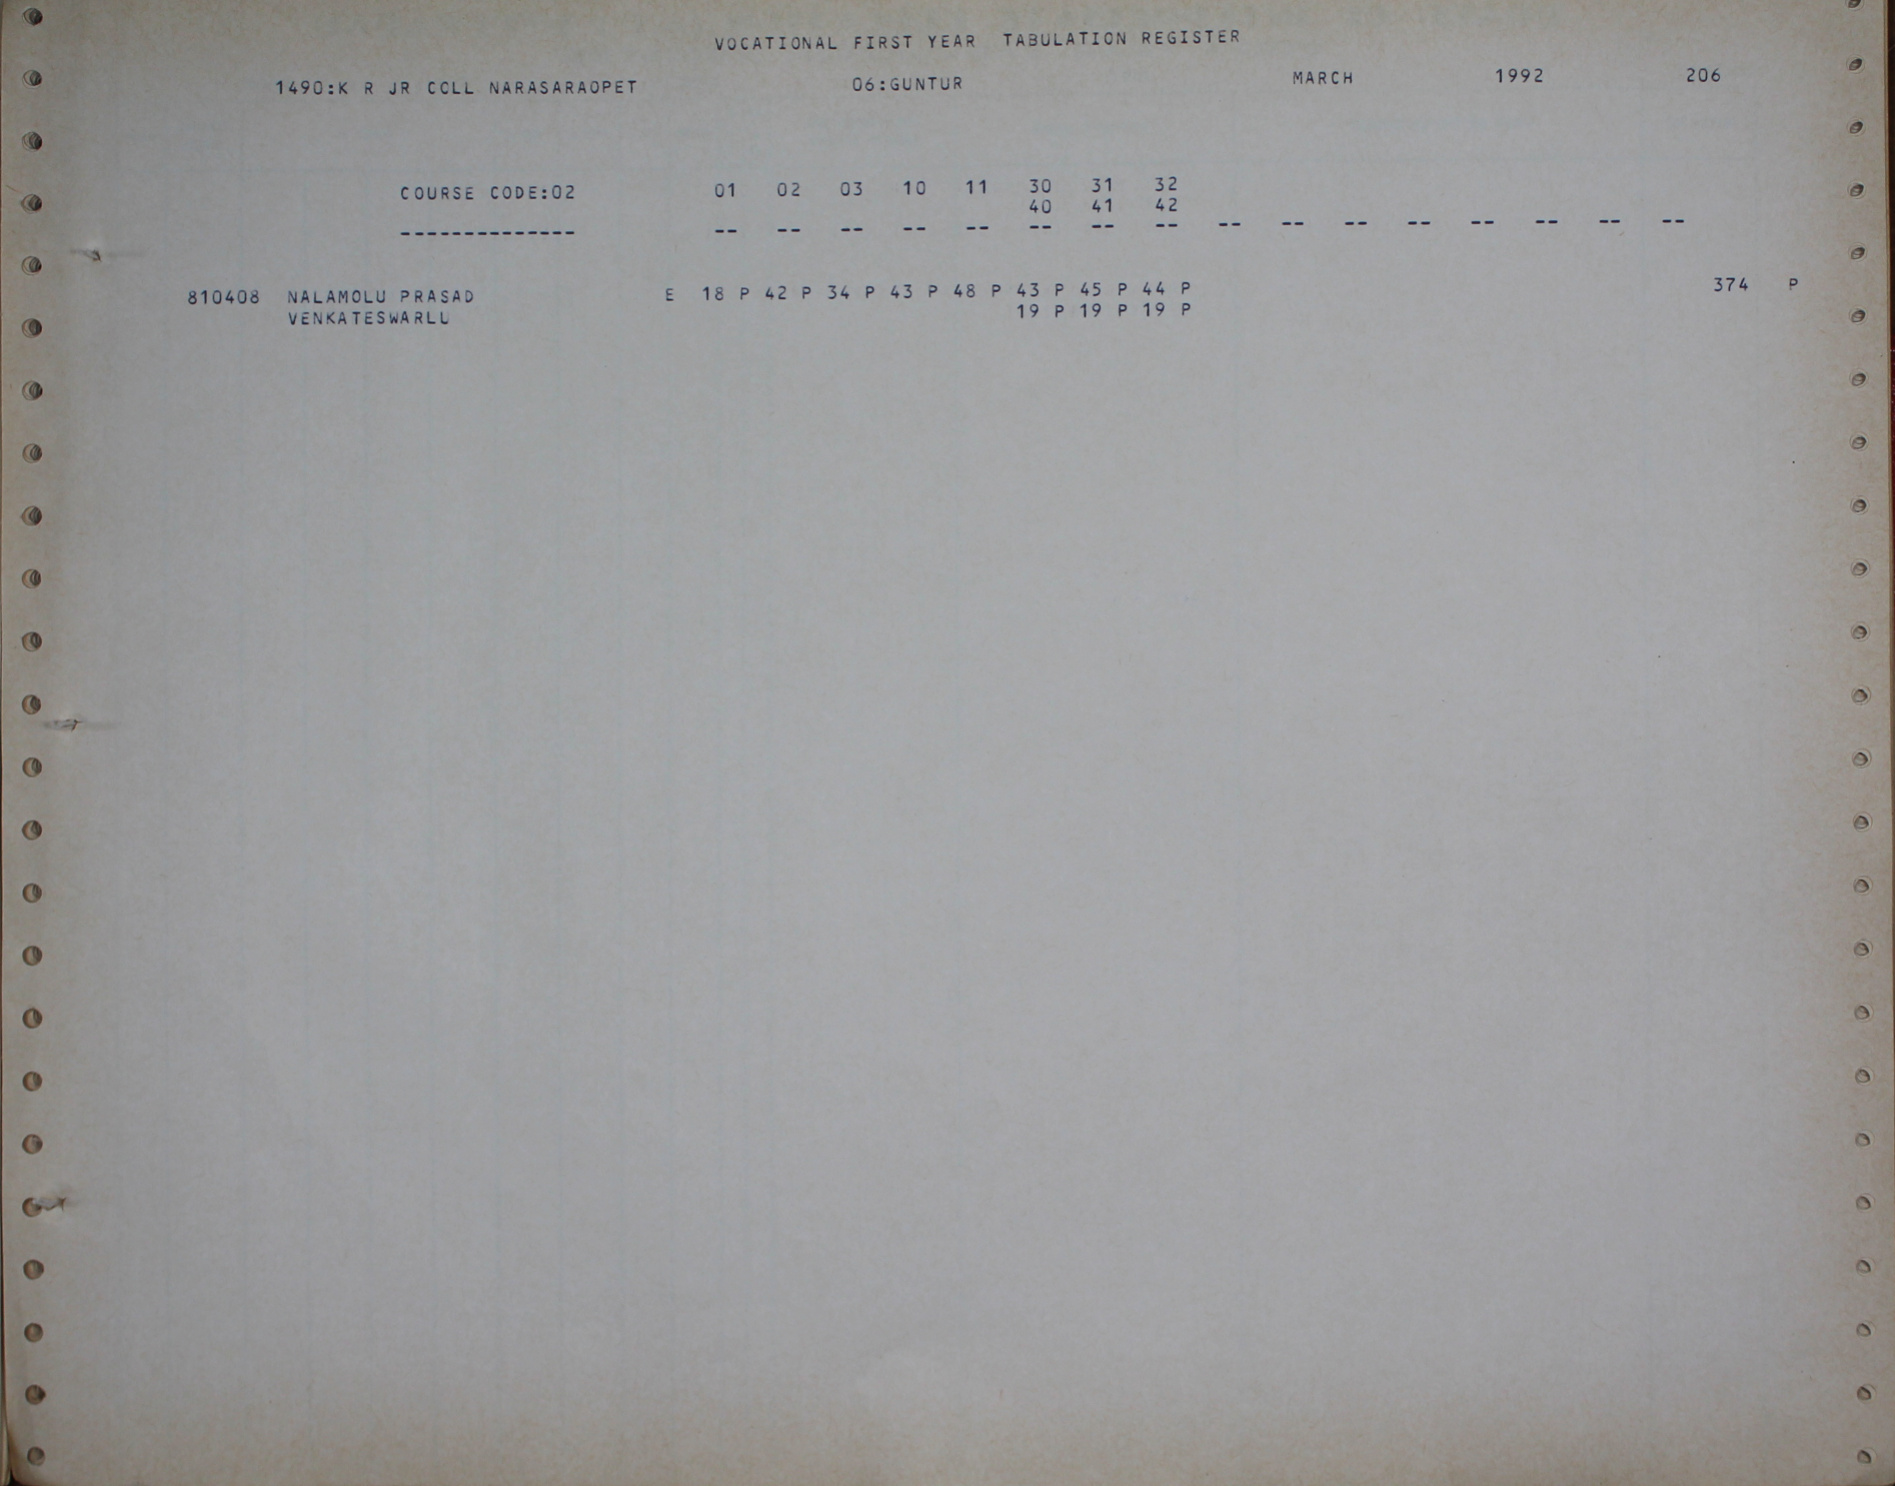 VOCATIONAL FIRST YEAR TABULATION REGISTER
1490:K R JR COLL NARASARAOPET 06:GUNTUR MARCH 1992 206
COURSE CODE:02 01 02 03 10 11 30 31 32
40 41 42
-------------- -- -- -- -- -- -- -- -- -- -- -- -- -- -- -- --
810408 NALAMOLU PRASAD E 18 P 42 P 34 P 43 P 48 P 43 P 45 P 44 P 374 P
VENKATESWARLU 19 P 19 P 19 P